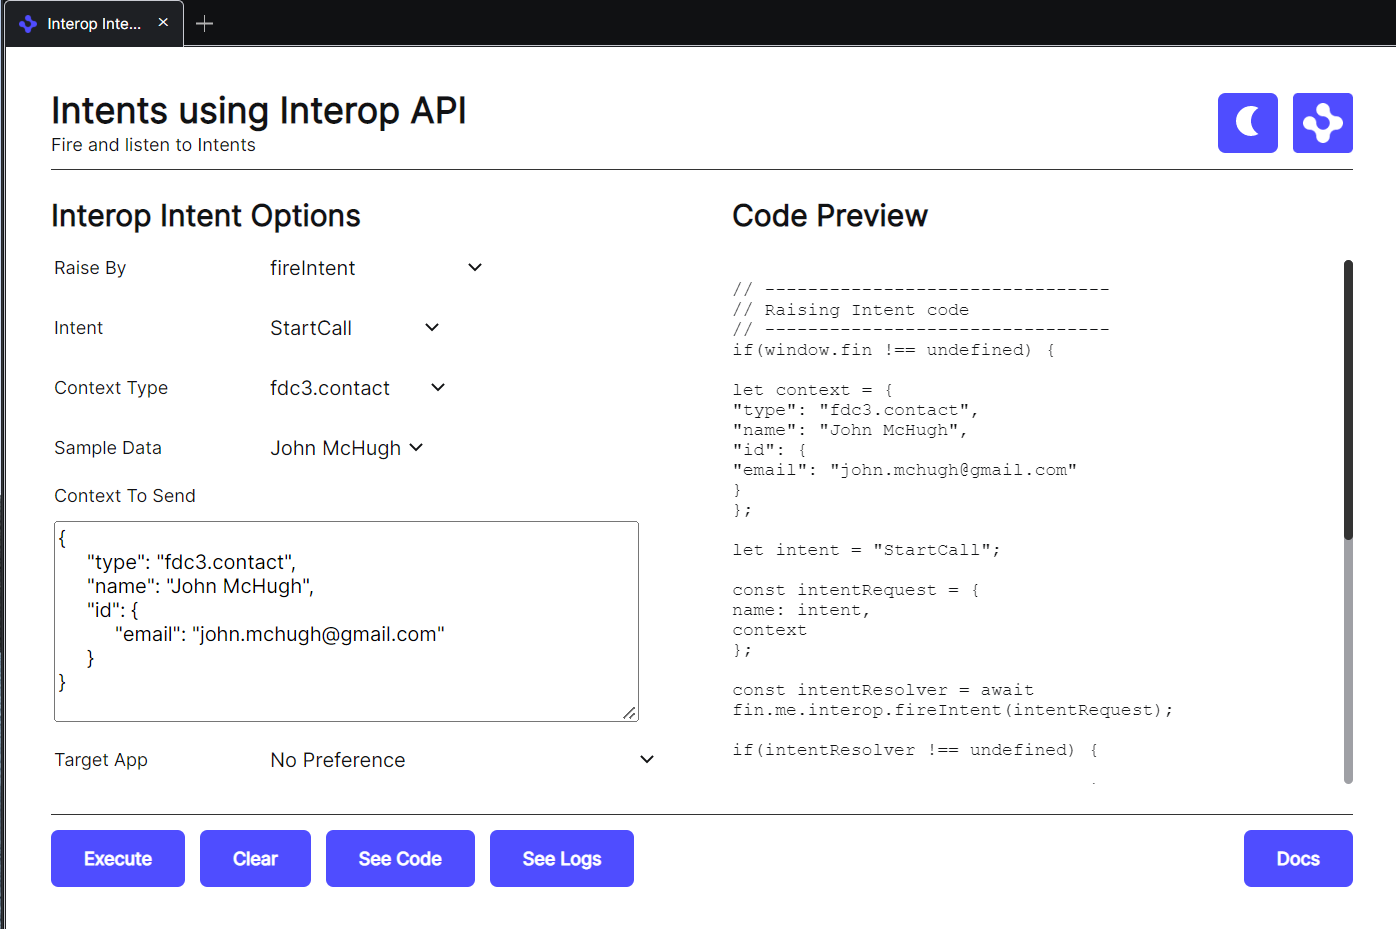 Interop Inte...
Intents using Interop API
Fire and listen to Intents
Interop Intent Options
Raise By fireIntent
Intent StartCall
Context Type fdc3.contact
Sample Data John McHugh
Context To Send
{
"type": "fdc3.contact",
"name": "John McHugh",
"id": {
"email": "john.mchugh@gmail.com"
}
}
Target App No Preference
Code Preview
// --------------------------------
// Raising Intent code
// --------------------------------
if(window.fin !== undefined) {
let context = {
"type": "fdc3.contact",
"name": "John McHugh",
"id": {
"email": "john.mchugh@gmail.com"
}
};
let intent = "StartCall";
const intentRequest = {
name: intent,
context
};
const intentResolver = await
fin.me.interop.fireIntent(intentRequest);
if(intentResolver !== undefined) {
Execute Clear See Code See Logs Docs